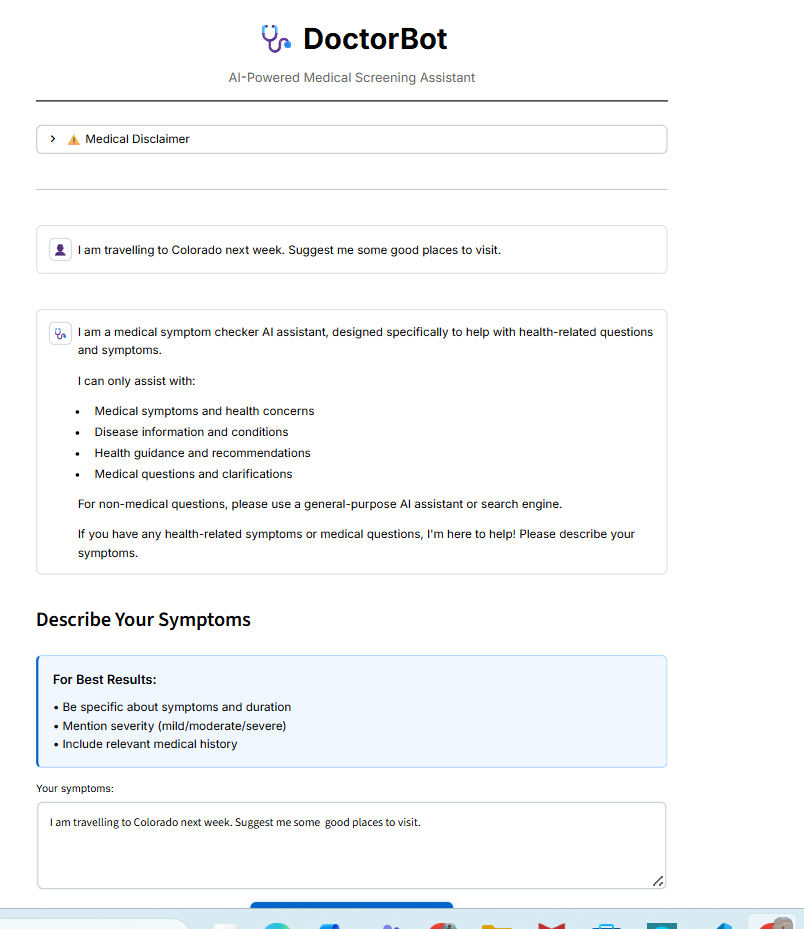 DoctorBot
AI-Powered Medical Screening Assistant
Medical Disclaimer
I am travelling to Colorado next week. Suggest me some good places to visit.
I am a medical symptom checker AI assistant, designed specifically to help with health-related questions
and symptoms.
I can only assist with:
• Medical symptoms and health concerns
• Disease information and conditions
• Health guidance and recommendations
• Medical questions and clarifications
For non-medical questions, please use a general-purpose AI assistant or search engine.
If you have any health-related symptoms or medical questions, I'm here to help! Please describe your
symptoms.
Describe Your Symptoms
For Best Results:
• Be specific about symptoms and duration
• Mention severity (mild/moderate/severe)
• Include relevant medical history
Your symptoms:
I am travelling to Colorado next week. Suggest me some  good places to visit.